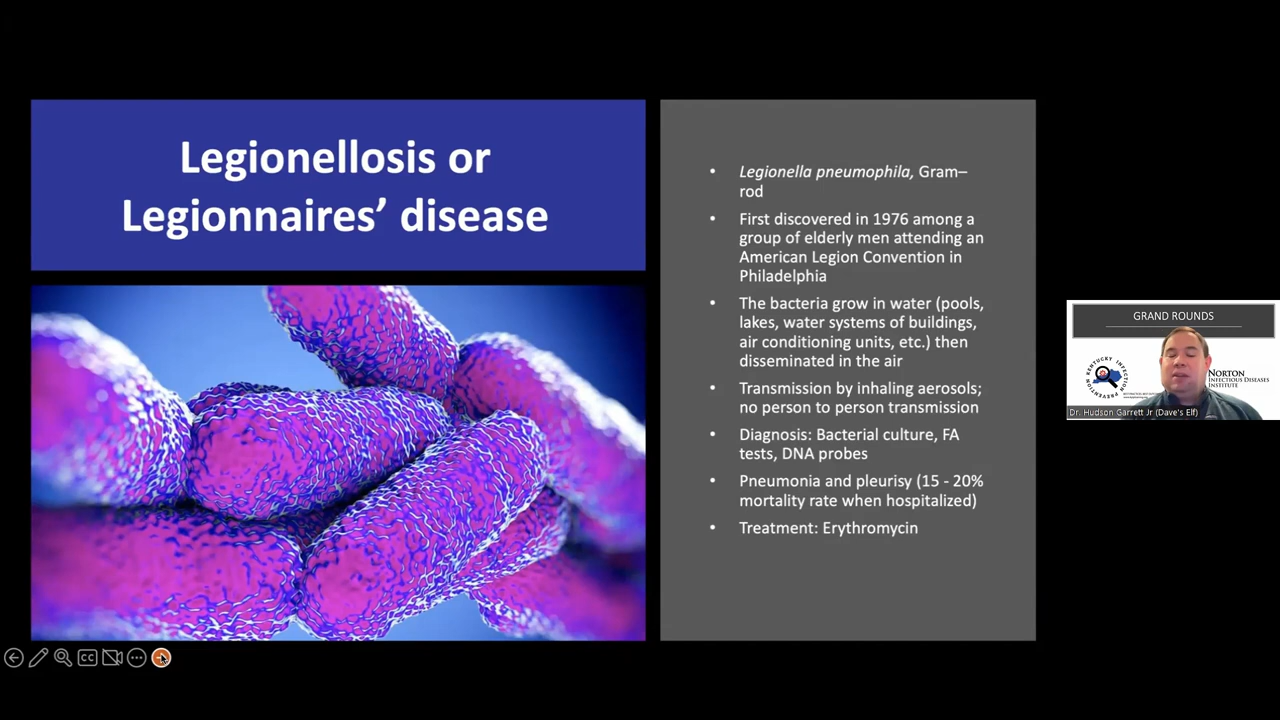 Legionellosis or
Legionnaires’ disease
• Legionella pneumophila, Gram–
rod
• First discovered in 1976 among a
group of elderly men attending an
American Legion Convention in
Philadelphia
• The bacteria grow in water (pools,
lakes, water systems of buildings,
air conditioning units, etc.) then
disseminated in the air
• Transmission by inhaling aerosols;
no person to person transmission
• Diagnosis: Bacterial culture, FA
tests, DNA probes
• Pneumonia and pleurisy (15 - 20%
mortality rate when hospitalized)
• Treatment: Erythromycin
GRAND ROUNDS
KENTUCKY INFECTION PREVENTION
NORTON
INFECTIOUS DISEASES
INSTITUTE
Dr. Hudson Garrett Jr (Dave's Elf)
CC